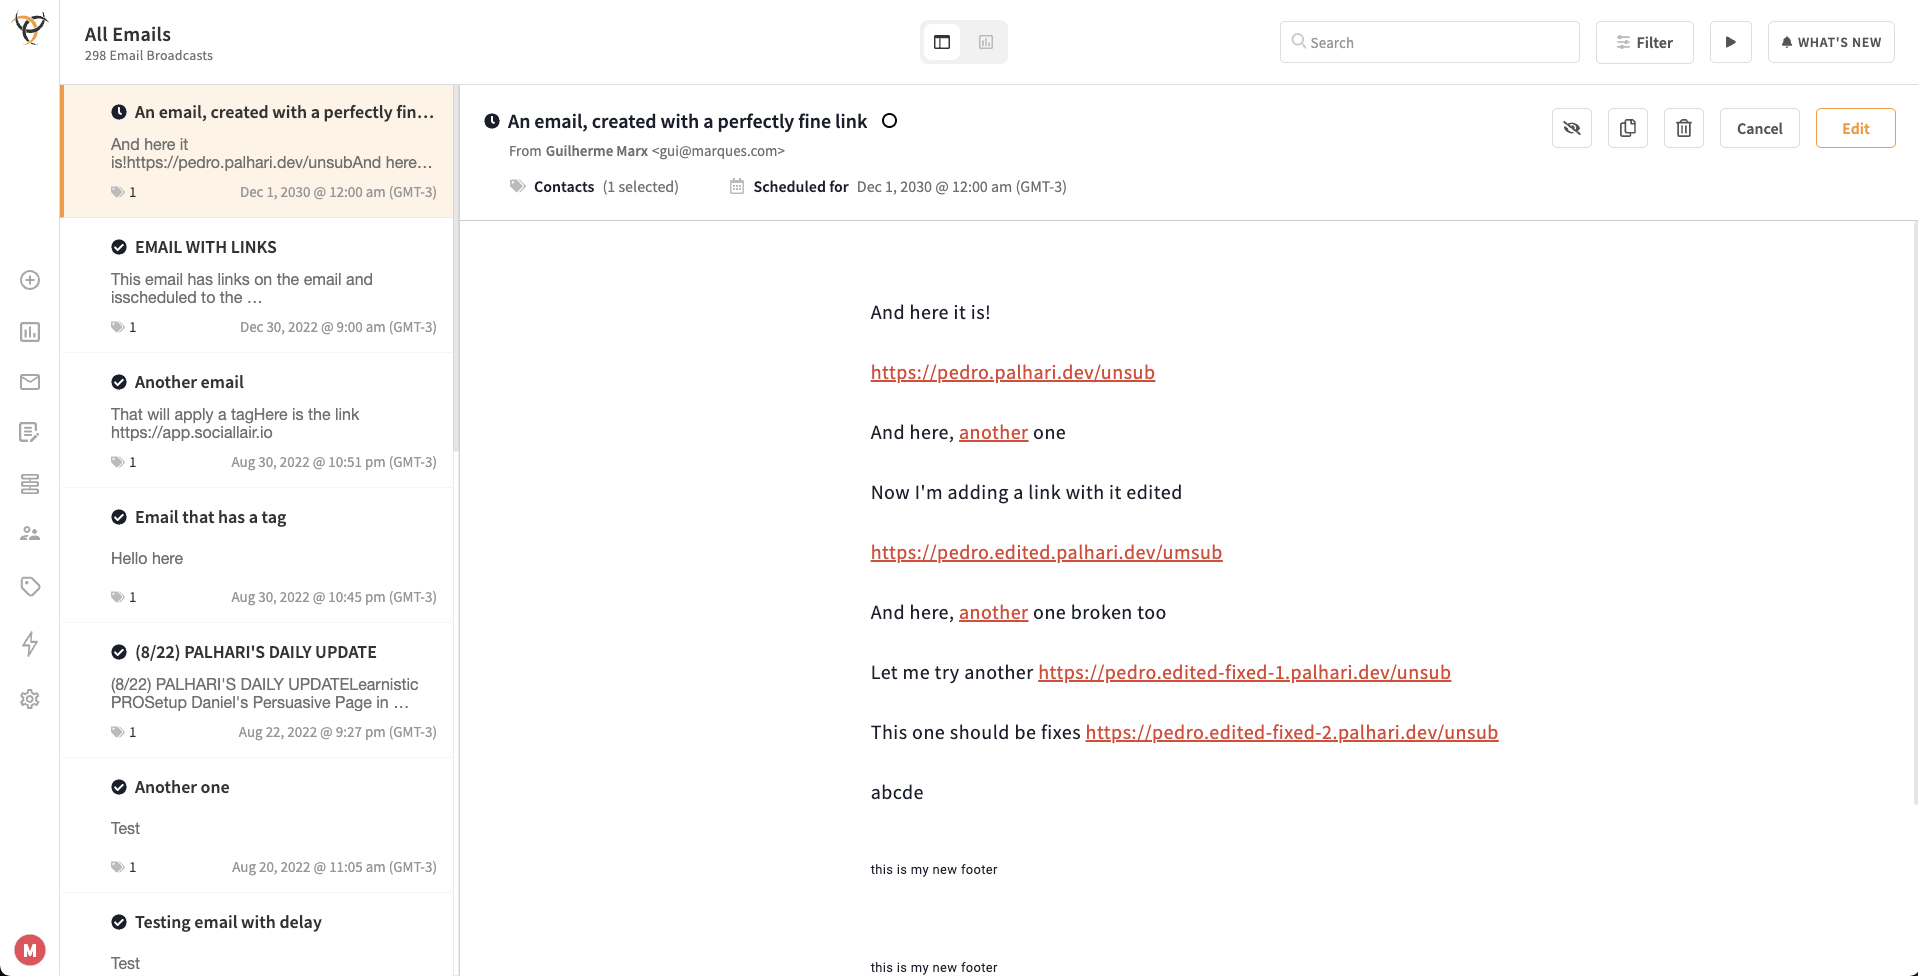 All Emails
298 Email Broadcasts
Search
Filter
WHAT'S NEW
An email, created with a perfectly fin...
And here it
is!https://pedro.palhari.dev/unsubAnd here...
1 Dec 1, 2030 @ 12:00 am (GMT-3)
EMAIL WITH LINKS
This email has links on the email and
isscheduled to the ...
1 Dec 30, 2022 @ 9:00 am (GMT-3)
Another email
That will apply a tagHere is the link
https://app.sociallair.io
1 Aug 30, 2022 @ 10:51 pm (GMT-3)
Email that has a tag
Hello here
1 Aug 30, 2022 @ 10:45 pm (GMT-3)
(8/22) PALHARI'S DAILY UPDATE
(8/22) PALHARI'S DAILY UPDATELearnistic
PROSetup Daniel's Persuasive Page in ...
1 Aug 22, 2022 @ 9:27 pm (GMT-3)
Another one
Test
1 Aug 20, 2022 @ 11:05 am (GMT-3)
Testing email with delay
Test
M
An email, created with a perfectly fine link
From Guilherme Marx <gui@marques.com>
Contacts (1 selected) Scheduled for Dec 1, 2030 @ 12:00 am (GMT-3)
Cancel
Edit
And here it is!
https://pedro.palhari.dev/unsub
And here, another one
Now I'm adding a link with it edited
https://pedro.edited.palhari.dev/umsub
And here, another one broken too
Let me try another https://pedro.edited-fixed-1.palhari.dev/unsub
This one should be fixes https://pedro.edited-fixed-2.palhari.dev/unsub
abcde
this is my new footer
this is my new footer